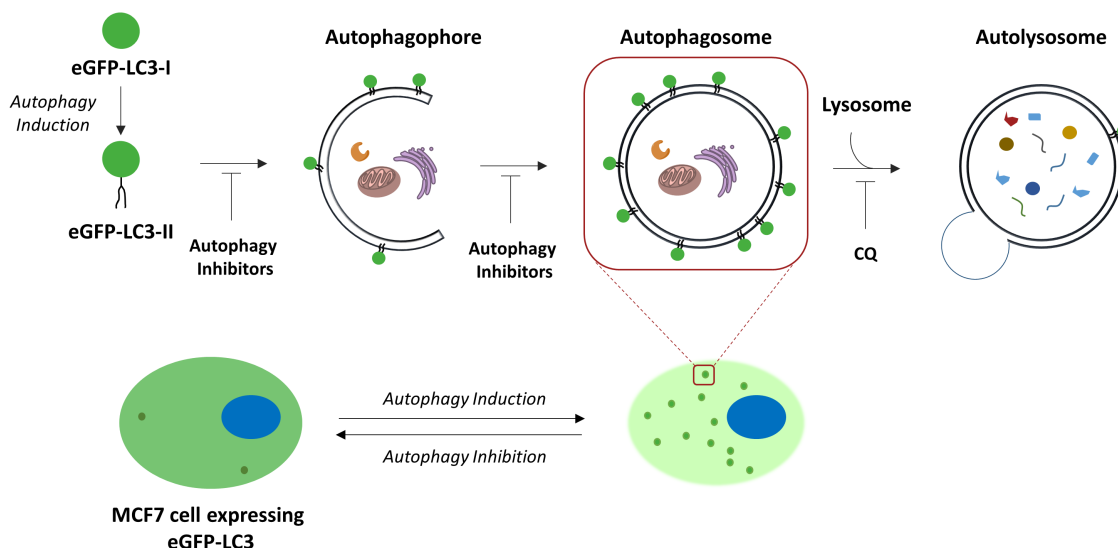 eGFP-LC3-I
Autophagy
Induction
eGFP-LC3-II
Autophagy
Inhibitors
Autophagophore
Autophagy
Inhibitors
Autophagosome
Lysosome
CQ
Autolysosome
MCF7 cell expressing
eGFP-LC3
Autophagy Induction
Autophagy Inhibition